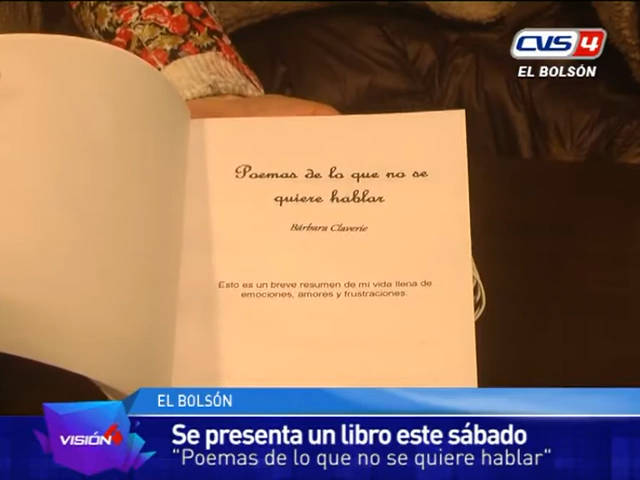 CVS4
EL BOLSÓN
Poemas de lo que no se
quiere hablar
Bárbara Claverie
Esto es un breve resumen de mi vida llena de
emociones, amores y frustraciones.
EL BOLSÓN
VISIÓN4
Se presenta un libro este sábado
"Poemas de lo que no se quiere hablar"